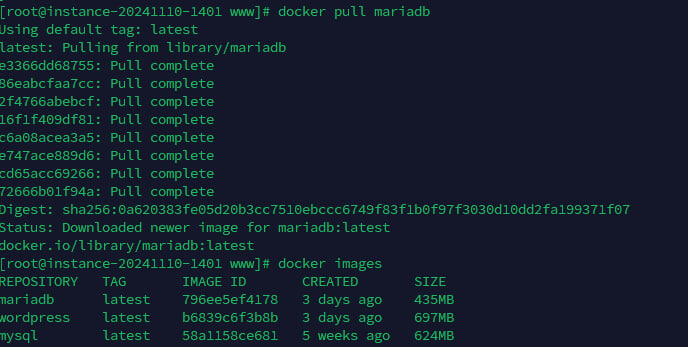 [root@instance-20241110-1401 www]# docker pull mariadb
Using default tag: latest
latest: Pulling from library/mariadb
e3366dd68755: Pull complete
86eabcfaa7cc: Pull complete
2f4766abebcf: Pull complete
16f1f409df81: Pull complete
c6a08acea3a5: Pull complete
e747ace889d6: Pull complete
cd65acc69266: Pull complete
72666b01f94a: Pull complete
Digest: sha256:0a620383fe05d20b3cc7510ebccc6749f83f1b0f97f3030d10dd2fa199371f07
Status: Downloaded newer image for mariadb:latest
docker.io/library/mariadb:latest
[root@instance-20241110-1401 www]# docker images
REPOSITORY   TAG       IMAGE ID       CREATED       SIZE
mariadb      latest    796ee5ef4178   3 days ago    435MB
wordpress    latest    b6839c6f3b8b   3 days ago    697MB
mysql        latest    58a1158ce681   5 weeks ago   624MB